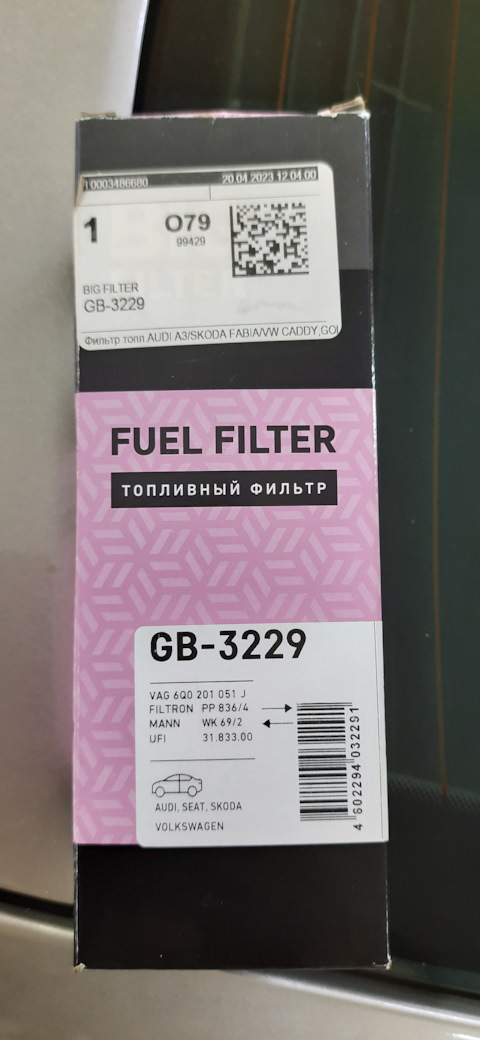 10003486680 20.04.2023 12:04:00
1 O79
99429
BIG FILTER
GB-3229
Фильтр топл.AUDI A3/SKODA FABIA/VW CADDY,GOL
FUEL FILTER
ТОПЛИВНЫЙ ФИЛЬТР
GB-3229
VAG 6Q0 201 051 J
FILTRON PP 836/4
MANN WK 69/2
UFI 31.833.00
AUDI, SEAT, SKODA
VOLKSWAGEN
4 602294 032291